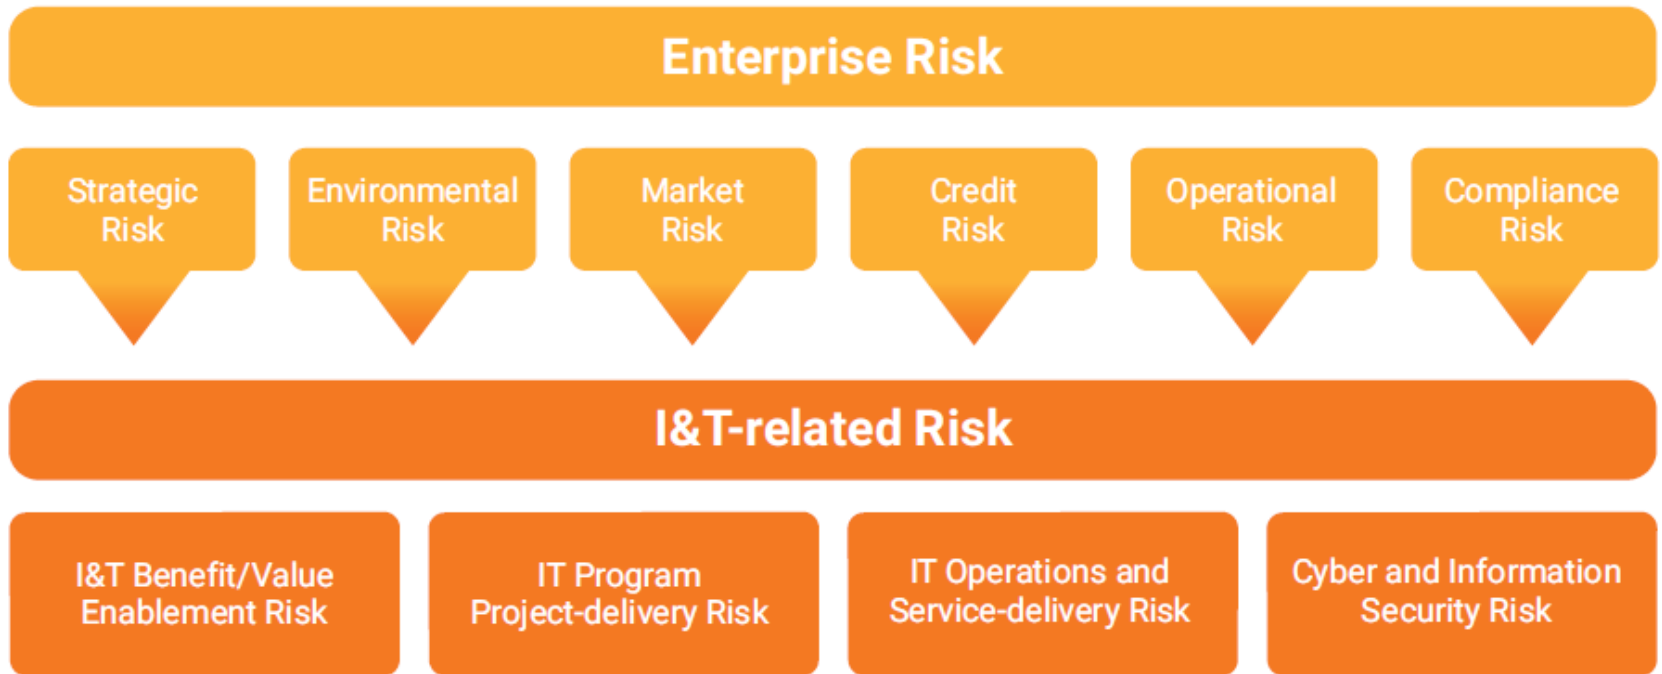 Enterprise Risk
Strategic
Risk
Environmental
Risk
Market
Risk
Credit
Risk
Operational
Risk
Compliance
Risk
I&T-related Risk
I&T Benefit/Value
Enablement Risk
IT Program
Project-delivery Risk
IT Operations and
Service-delivery Risk
Cyber and Information
Security Risk